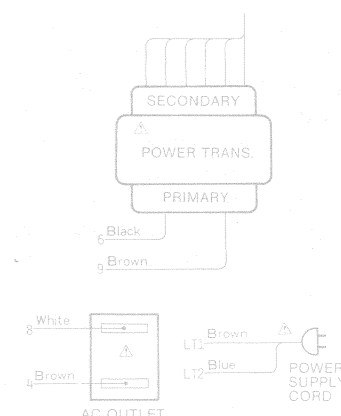 SECONDARY
POWER TRANS.
PRIMARY
6 Black
9 Brown
8 White
4 Brown
AC OUTLET
LT1 Brown
LT2 Blue
POWER
SUPPLY
CORD